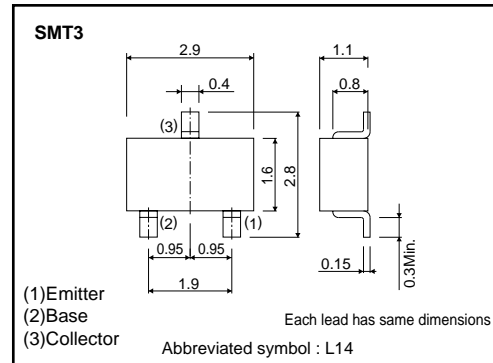 SMT3
2.9
1.1
0.4
0.8
(3)
1.6
2.8
(2)
(1)
0.95
0.95
0.15
0.3Min.
1.9
(1)Emitter
(2)Base
(3)Collector
Each lead has same dimensions
Abbreviated symbol : L14